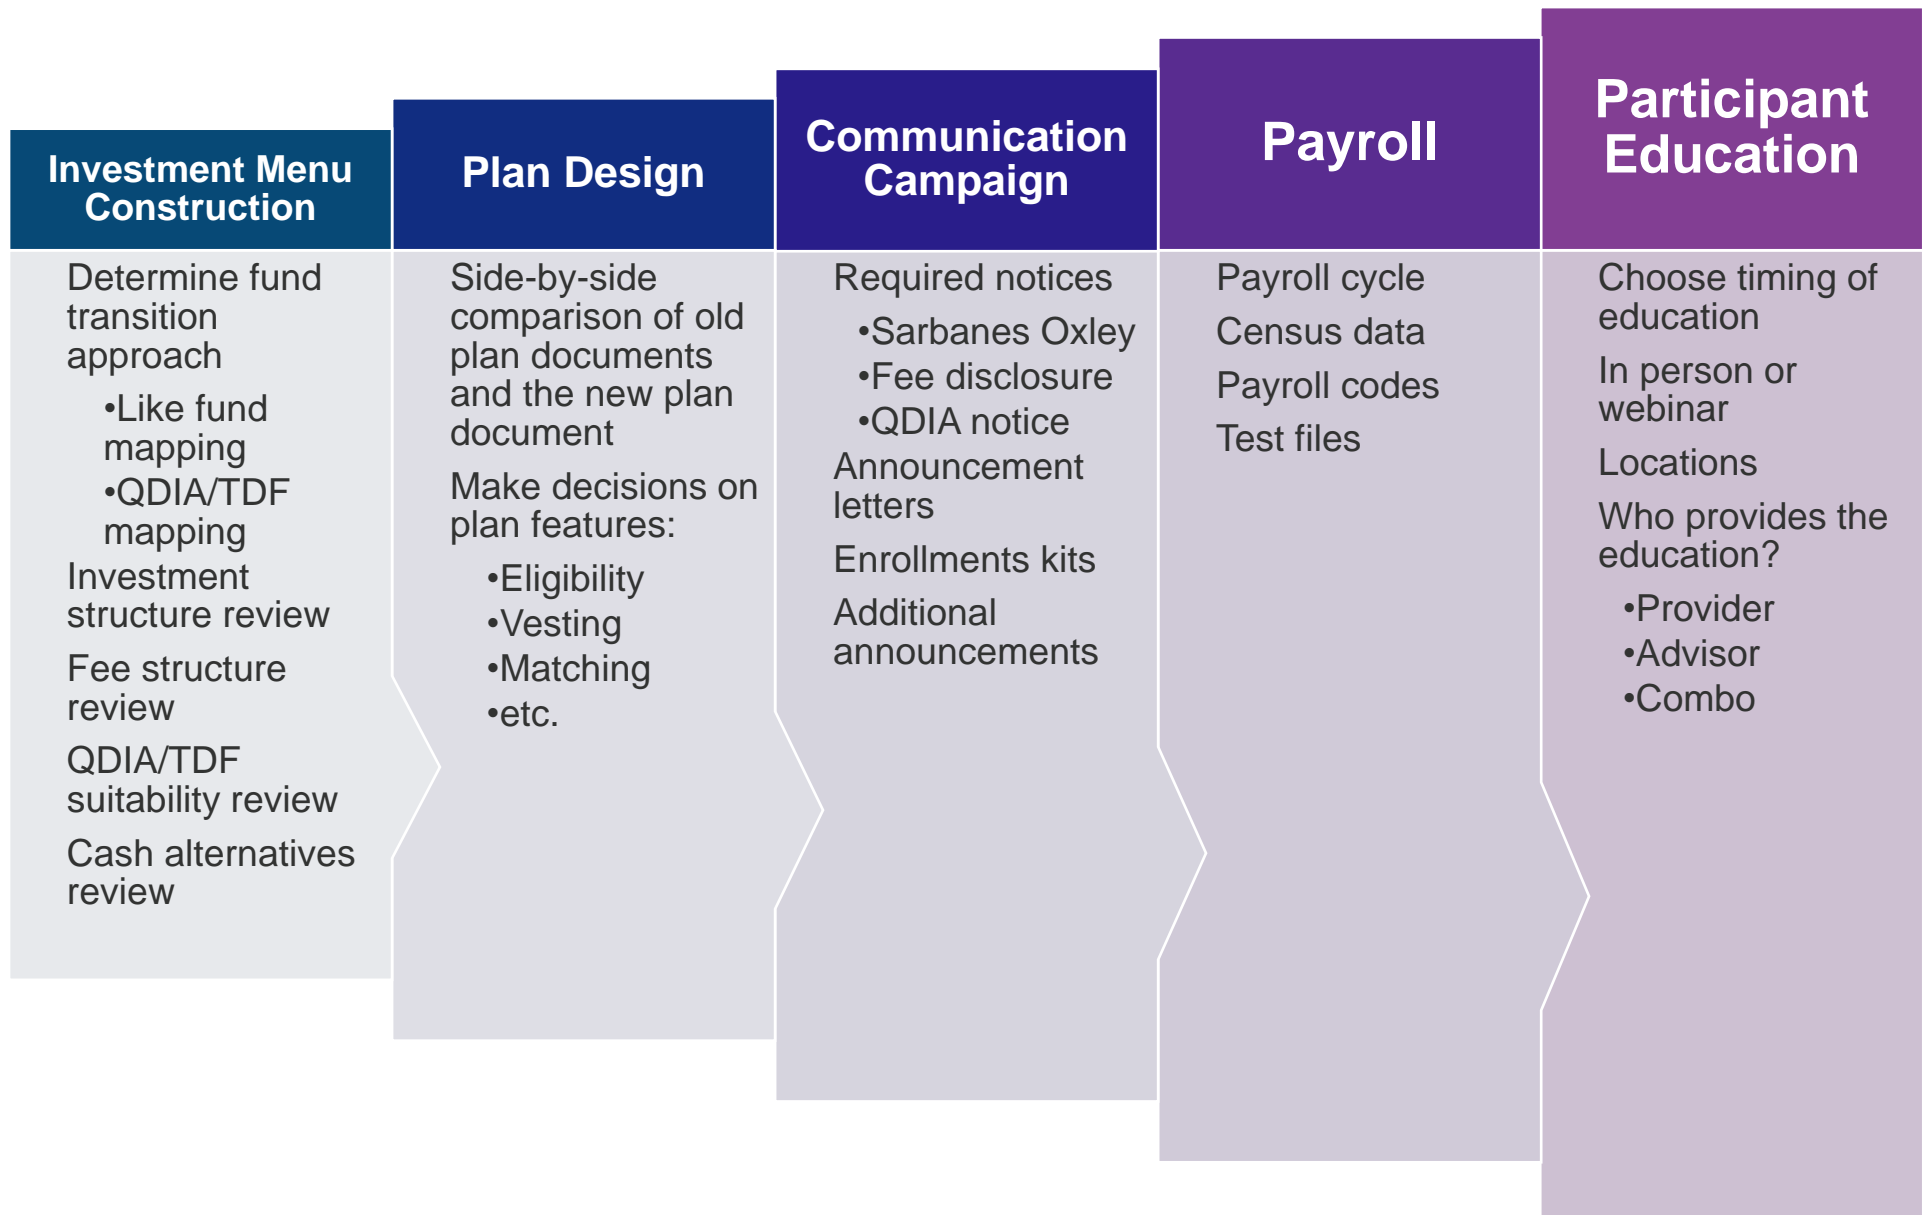 Investment Menu
Construction
Determine fund
transition
approach
•Like fund
mapping
•QDIA/TDF
mapping
Investment
structure review
Fee structure
review
QDIA/TDF
suitability review
Cash alternatives
review
Plan Design
Side-by-side
comparison of old
plan documents
and the new plan
document
Make decisions on
plan features:
•Eligibility
•Vesting
•Matching
•etc.
Communication
Campaign
Required notices
•Sarbanes Oxley
•Fee disclosure
•QDIA notice
Announcement
letters
Enrollments kits
Additional
announcements
Payroll
Payroll cycle
Census data
Payroll codes
Test files
Participant
Education
Choose timing of
education
In person or
webinar
Locations
Who provides the
education?
•Provider
•Advisor
•Combo